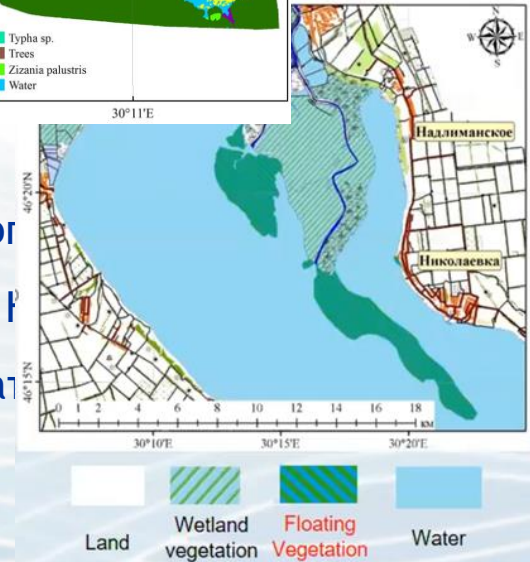 Typha sp.
Trees
Zizania palustris
Water
30°11'E
N
W E
S
Надлиманское
46°20'N
Николаевка
46°15'N
0 1 2 4 6 8 10 12 14 16 18
км
30°10'E 30°15'E 30°20'E
Land
Wetland vegetation
Floating Vegetation
Water